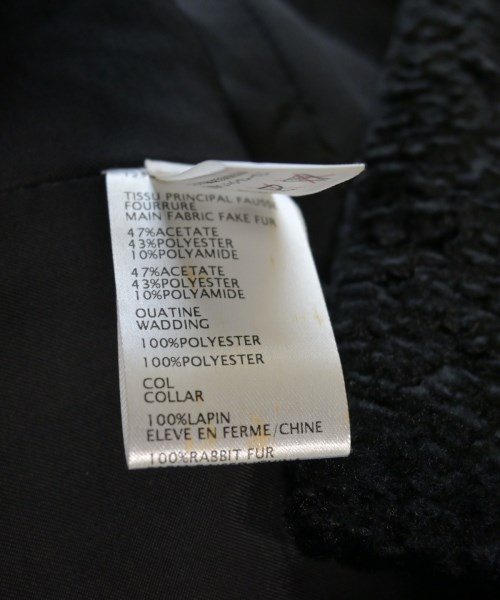 TISSU PRINCIPAL FAUSS
FOURRURE
MAIN FABRIC FAKE FUR
47%ACETATE
43%POLYESTER
10%POLYAMIDE
47%ACETATE
43%POLYESTER
10%POLYAMIDE
OUATINE
WADDING
100%POLYESTER
100%POLYESTER
COL
COLLAR
100%LAPIN
ELEVE EN FERME/CHINE
100%RABBIT FUR